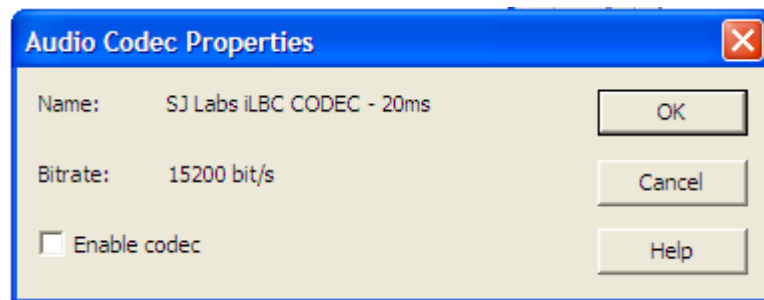 Audio Codec Properties
Name: SJ Labs iLBC CODEC - 20ms
OK
Bitrate: 15200 bit/s
Cancel
Enable codec
Help